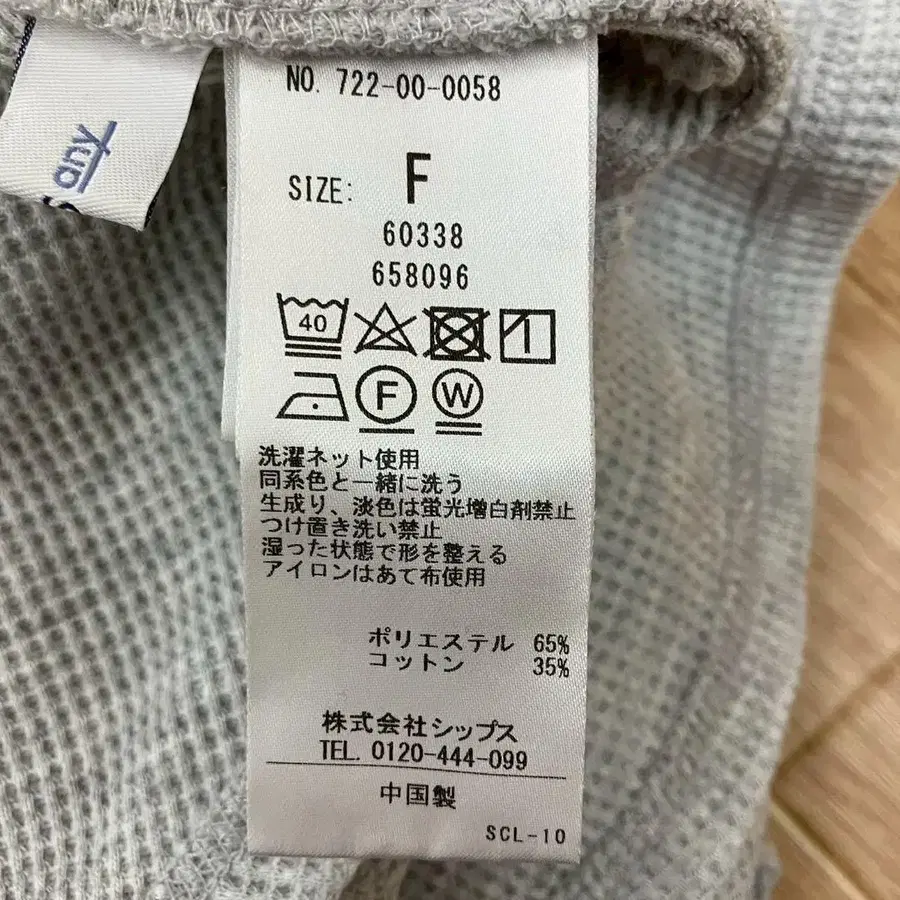 NO. 722-00-0058
SIZE: F
60338
658096
40
1
F
W
洗濯ネット使用
同系色と一緒に洗う
生成り、淡色は蛍光増白剤禁止
つけ置き洗い禁止
湿った状態で形を整える
アイロンはあて布使用
ポリエステル 65%
コットン 35%
株式会社シップス
TEL. 0120-444-099
中国製
SCL-10
any